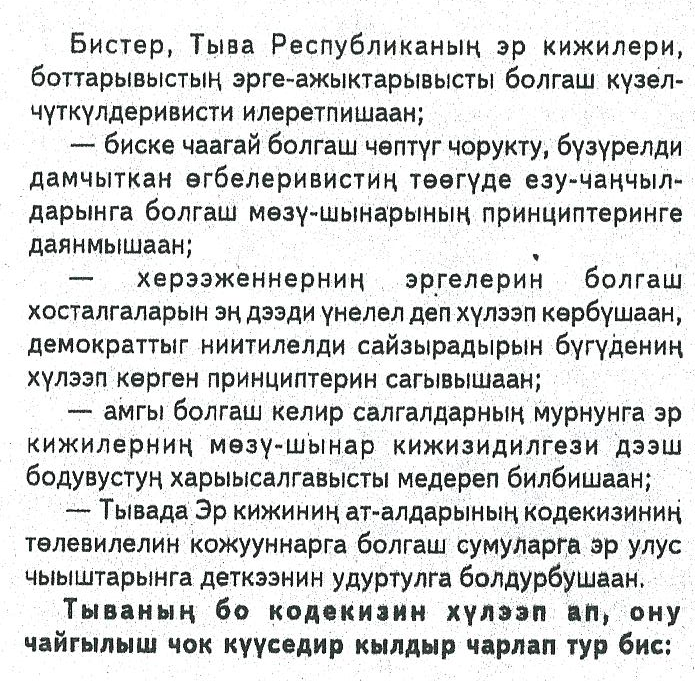 Бистер, Тыва Республиканың эр кижилери,
боттарывыстың эрге-ажыктарывысты болгаш күзел-
чүткүлдеривисти илеретпишаан;
— биске чаагай болгаш чөптүг чорукту, бүзүрелди
дамчыткан өгбелеривистиң төөгүде езу-чаңчыл-
дарынга болгаш мөзү-шынарының принциптеринге
даянмышаан;
— херээженнерниң эргелерин болгаш
хосталгаларын эң дээди үнелел деп хүлээп көрбүшаан,
демократтыг ниитилелди сайзырадырын бүгүдениң
хүлээп көрген принциптерин сагывышаан;
— амгы болгаш келир салгалдарның мурнунга эр
кижилерниң мөзү-шынар кижизидилгези дээш
бодувустуң харыысалгавысты медереп билбишаан;
— Тывада Эр кижиниң ат-алдарының кодекизиниң
төлевилелин кожууннарга болгаш сумуларга эр улус
чыыштарынга деткээнин удуртулга болдурбушаан.
Тываның бо кодекизин хүлээп ап, ону
чайгылыш чок күүседир кылдыр чарлап тур бис: